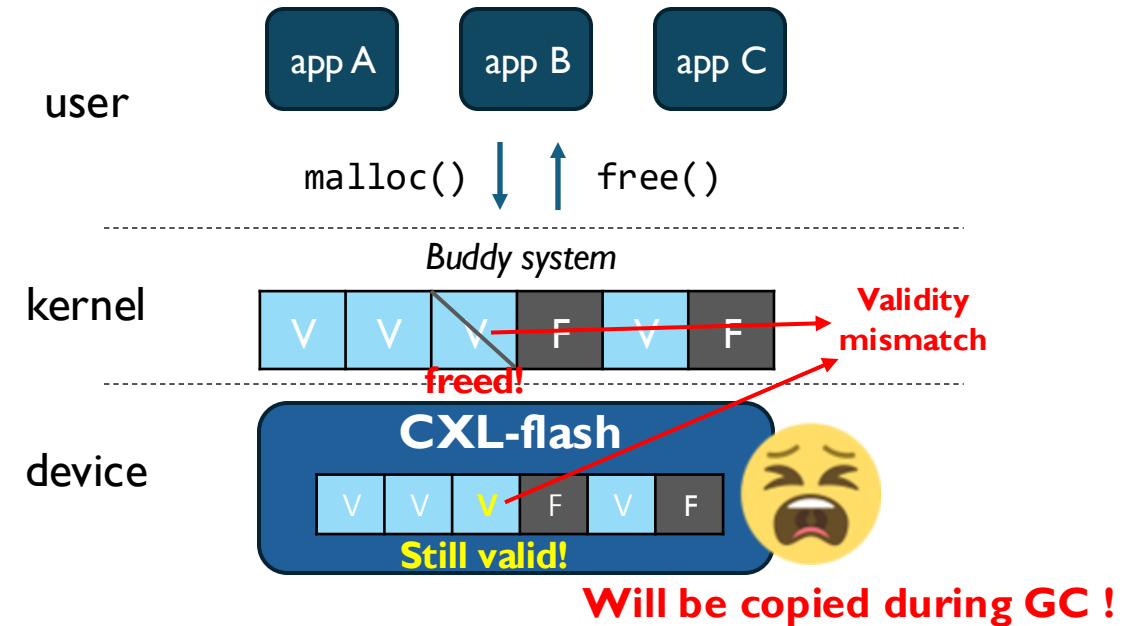 app A app B app C
user
malloc() free()
Buddy system
kernel
V V V F V F
Validity
mismatch
freed!
CXL-flash
device
V V V F V F
Still valid!
Will be copied during GC !